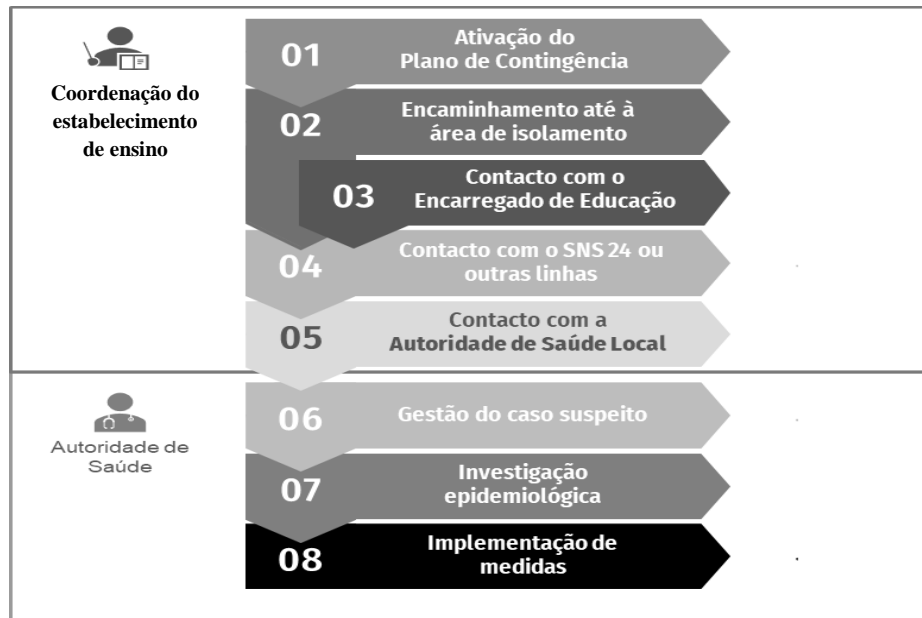 Coordenação do
estabelecimento
de ensino
01
Ativação do
Plano de Contingência
02
Encaminhamento até à
área de isolamento
03
Contacto com o
Encarregado de Educação
04
Contacto com o SNS 24 ou
outras linhas
05
Contacto com a
Autoridade de Saúde Local
Autoridade de
Saúde
06
Gestão do caso suspeito
07
Investigação
epidemiológica
08
Implementação de
medidas